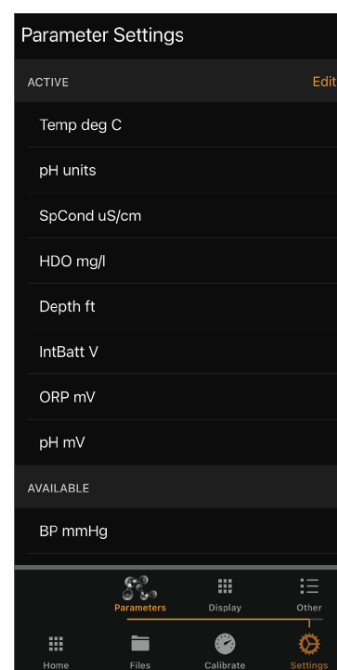 Parameter Settings
ACTIVE Edit
Temp deg C
pH units
SpCond uS/cm
HDO mg/l
Depth ft
IntBatt V
ORP mV
pH mV
AVAILABLE
BP mmHg
Parameters Display Other
Home Files Calibrate Settings